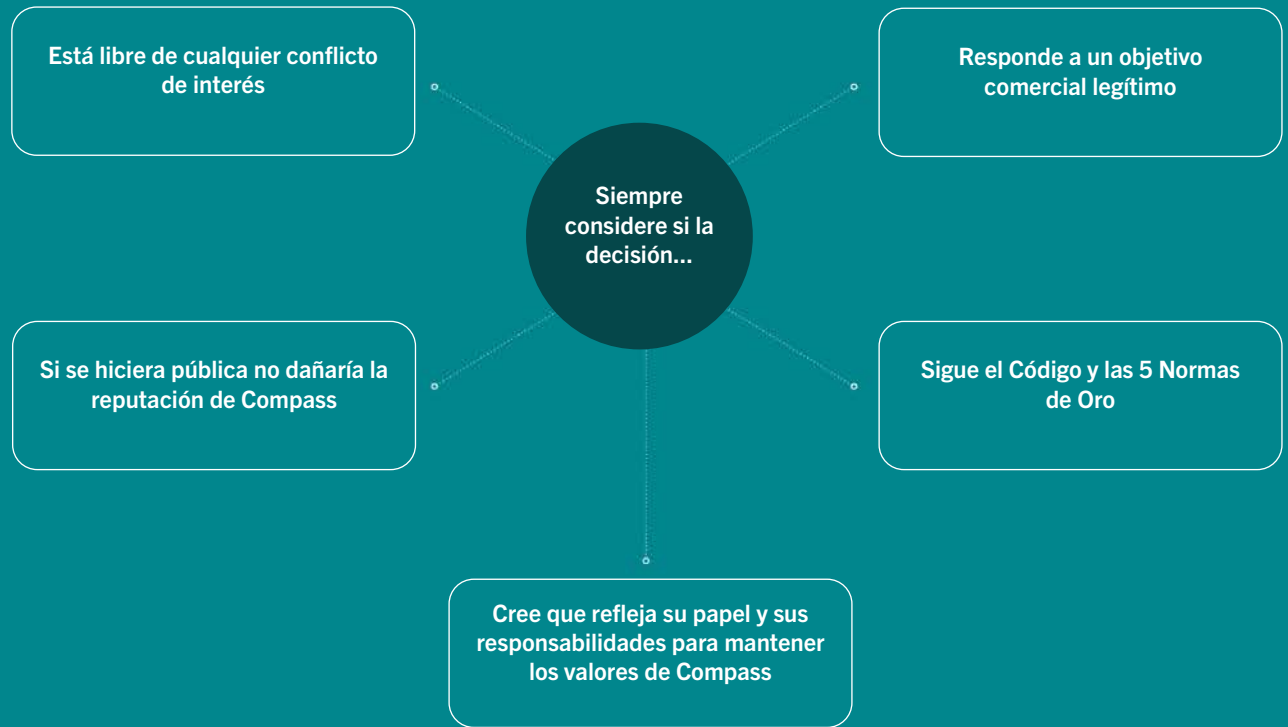 Está libre de cualquier conflicto
de interés
Responde a un objetivo
comercial legítimo
Siempre
considere si la
decisión...
Si se hiciera pública no dañaría la
reputación de Compass
Sigue el Código y las 5 Normas
de Oro
Cree que refleja su papel y sus
responsabilidades para mantener
los valores de Compass